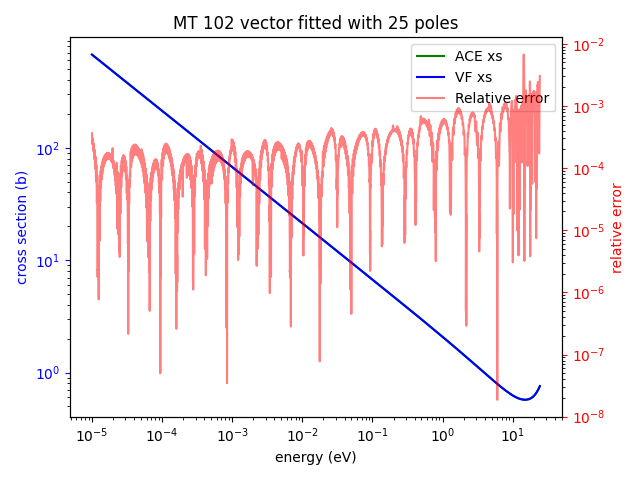 MT 102 vector fitted with 25 poles
ACE xs
VF xs
Relative error
cross section (b)
10^2
10^1
10^0
10^-2
10^-3
10^-4
10^-5
10^-6
10^-7
10^-8
relative error
10^-5
10^-4
10^-3
10^-2
10^-1
10^0
10^1
energy (eV)